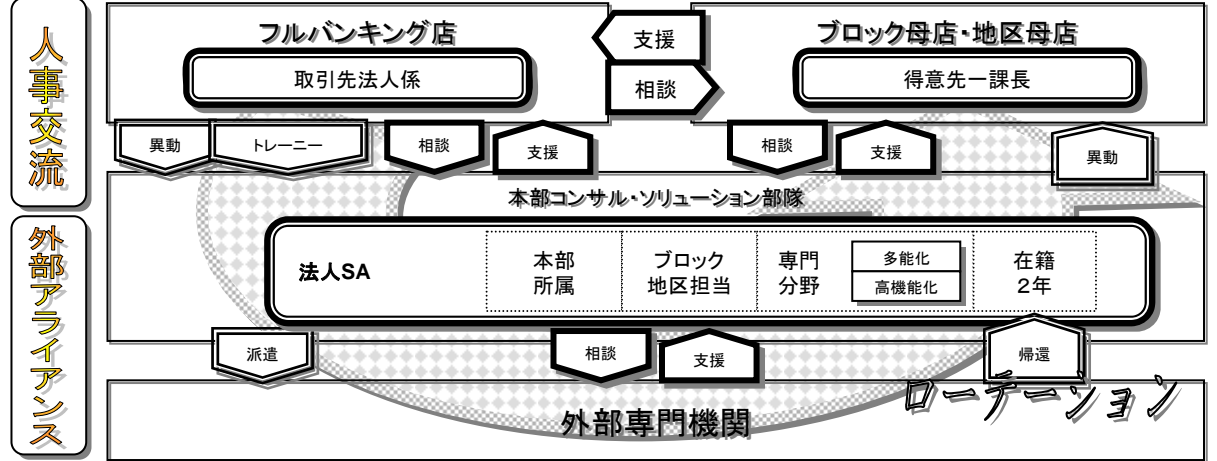 人事交流
外部アライアンス
フルバンキング店
取引先法人係
支援
相談
ブロック母店・地区母店
得意先一課長
異動
トレーニー
相談
支援
相談
支援
異動
本部コンサル・ソリューション部隊
法人SA
本部
所属
ブロック
地区担当
専門
分野
多能化
高機能化
在籍
2年
派遣
相談
支援
帰還
ローテーション
外部専門機関